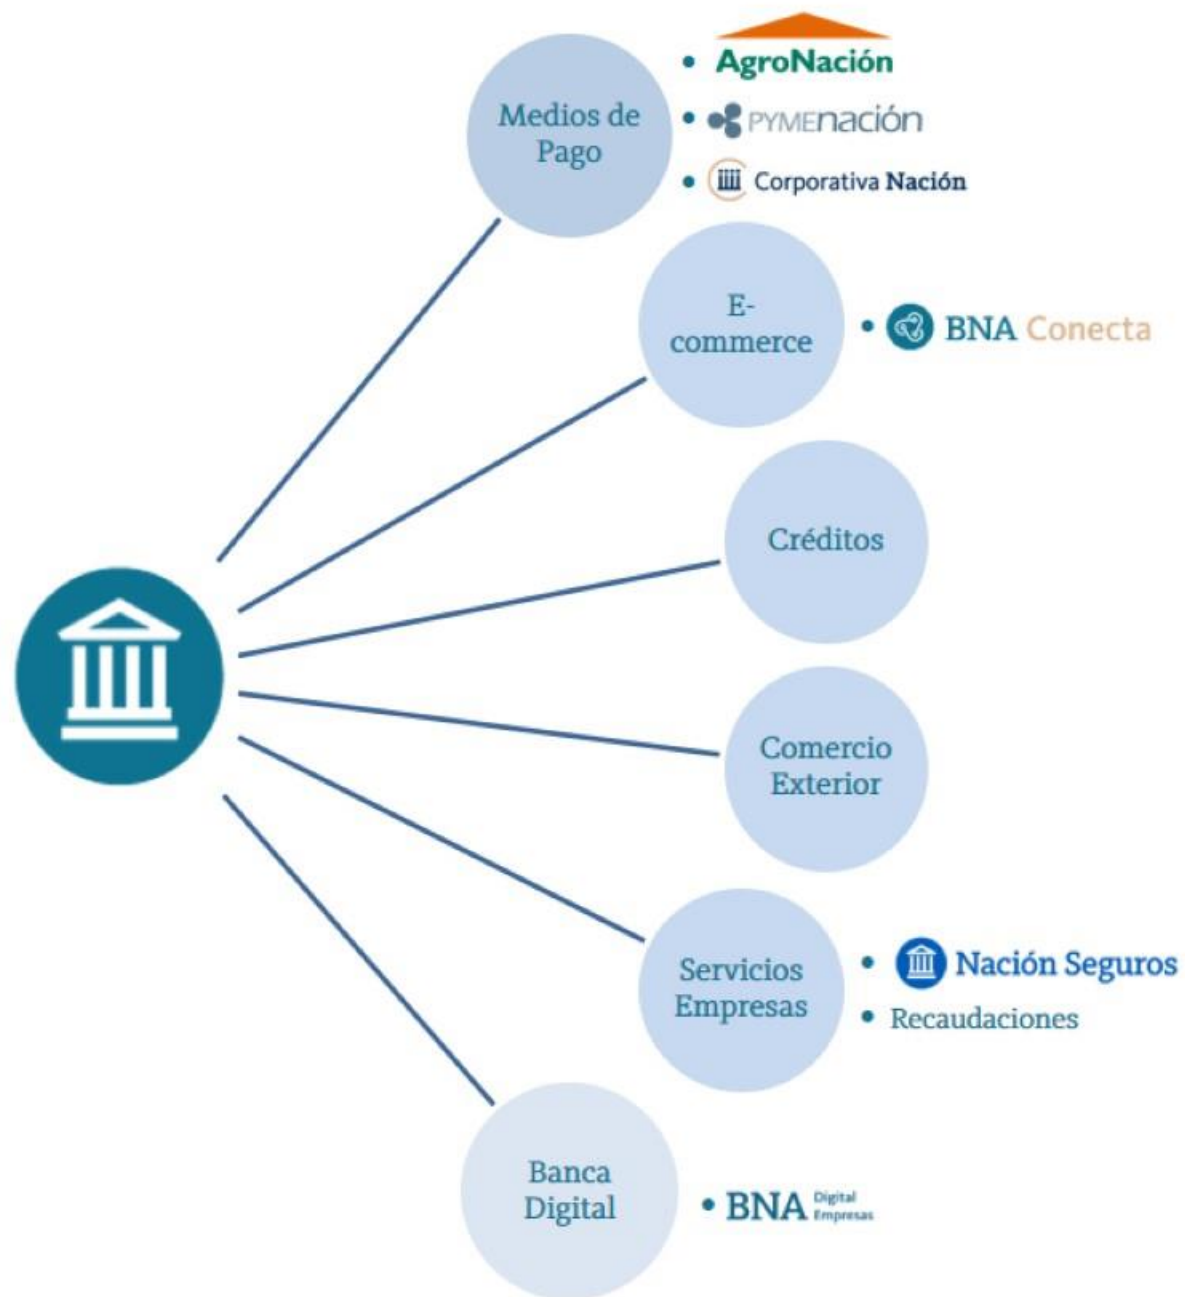 Medios de
Pago
• AgroNación
• PYMEnación
• Corporativa Nación
E-
commerce
• BNA Conecta
Créditos
Comercio
Exterior
Servicios
Empresas
• Nación Seguros
• Recaudaciones
Banca
Digital
• BNA Digital
Empresas